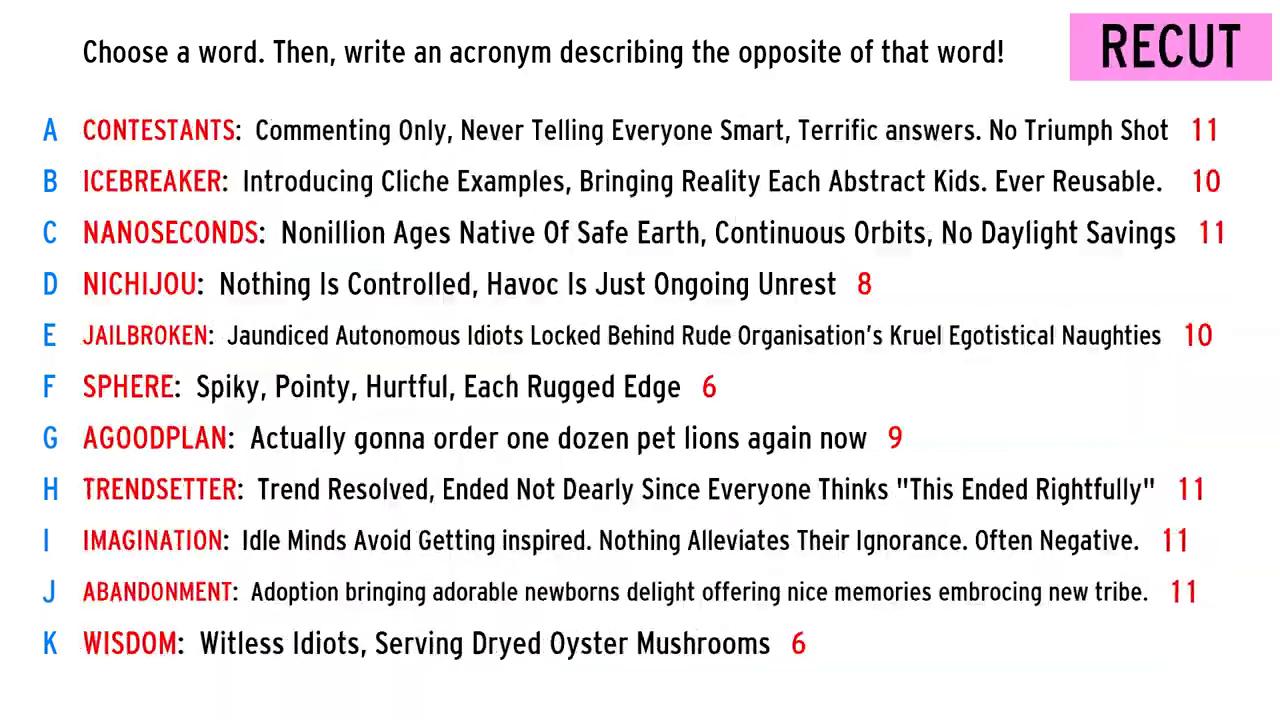 Choose a word. Then, write an acronym describing the opposite of that word!
RECUT
A CONTESTANTS: Commenting Only, Never Telling Everyone Smart, Terrific answers. No Triumph Shot 11
B ICEBREAKER: Introducing Cliche Examples, Bringing Reality Each Abstract Kids. Ever Reusable. 10
C NANOSECONDS: Nonillion Ages Native Of Safe Earth, Continuous Orbits, No Daylight Savings 11
D NICHIJOU: Nothing Is Controlled, Havoc Is Just Ongoing Unrest 8
E JAILBROKEN: Jaundiced Autonomous Idiots Locked Behind Rude Organisation's Kruel Egotistical Naughties 10
F SPHERE: Spiky, Pointy, Hurtful, Each Rugged Edge 6
G AGOODPLAN: Actually gonna order one dozen pet lions again now 9
H TRENDSETTER: Trend Resolved, Ended Not Dearly Since Everyone Thinks "This Ended Rightfully" 11
I IMAGINATION: Idle Minds Avoid Getting inspired. Nothing Alleviates Their Ignorance. Often Negative. 11
J ABANDONMENT: Adoption bringing adorable newborns delight offering nice memories embrocing new tribe. 11
K WISDOM: Witless Idiots, Serving Dryed Oyster Mushrooms 6